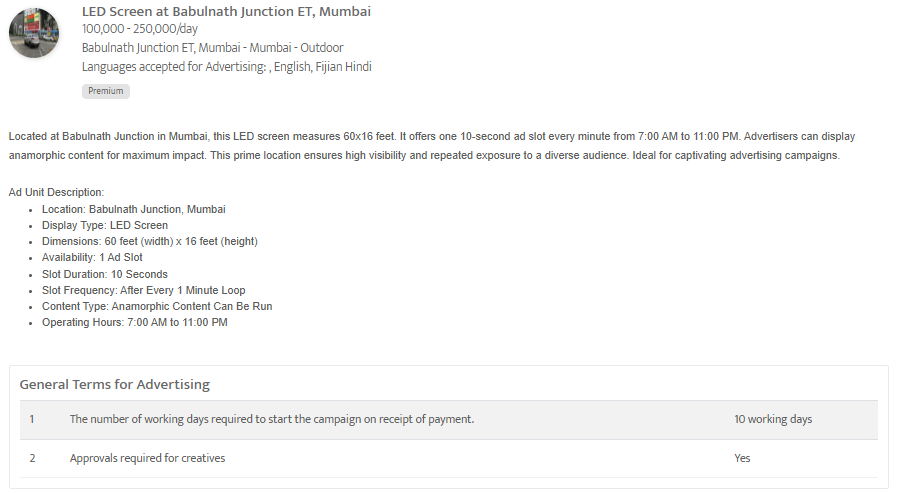 LED Screen at Babulnath Junction ET, Mumbai
100,000 - 250,000/day
Babulnath Junction ET, Mumbai - Mumbai - Outdoor
Languages accepted for Advertising: , English, Fijian Hindi
Premium
Located at Babulnath Junction in Mumbai, this LED screen measures 60x16 feet. It offers one 10-second ad slot every minute from 7:00 AM to 11:00 PM. Advertisers can display
anamorphic content for maximum impact. This prime location ensures high visibility and repeated exposure to a diverse audience. Ideal for captivating advertising campaigns.
Ad Unit Description:
• Location: Babulnath Junction, Mumbai
• Display Type: LED Screen
• Dimensions: 60 feet (width) x 16 feet (height)
• Availability: 1 Ad Slot
• Slot Duration: 10 Seconds
• Slot Frequency: After Every 1 Minute Loop
• Content Type: Anamorphic Content Can Be Run
• Operating Hours: 7:00 AM to 11:00 PM
General Terms for Advertising
1 The number of working days required to start the campaign on receipt of payment. 10 working days
2 Approvals required for creatives Yes